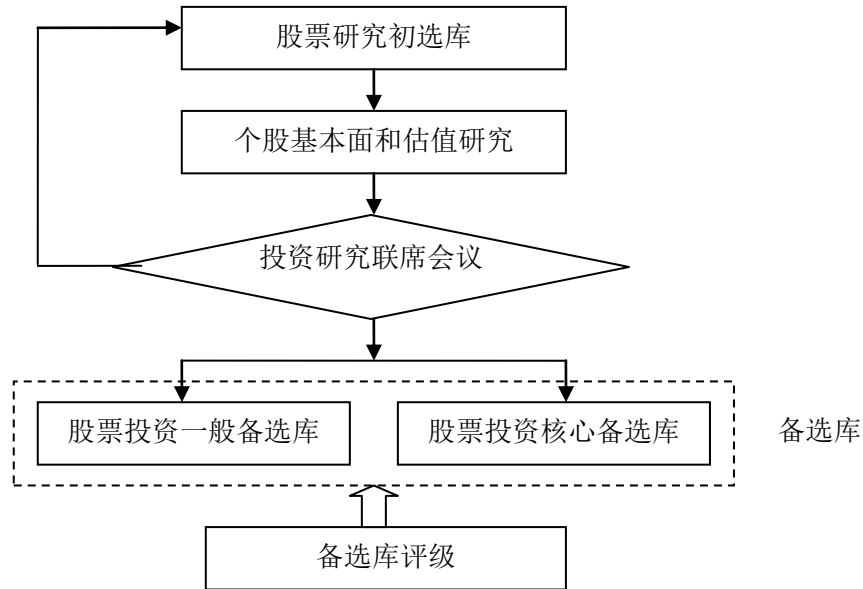 股票研究初选库
个股基本面和估值研究
投资研究联席会议
股票投资一般备选库
股票投资核心备选库
备选库
备选库评级